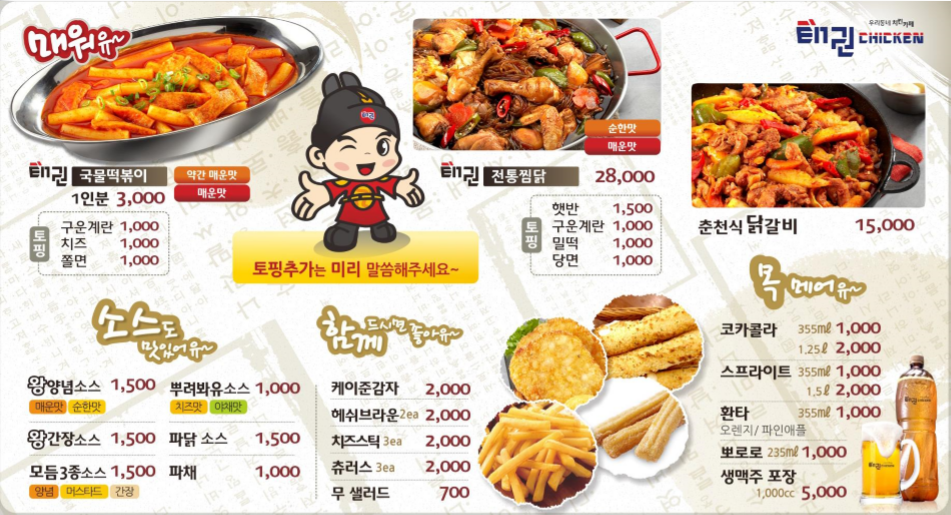 매워유~
태권 국물떡볶이
약간 매운맛
매운맛
1인분 3,000
토핑
구운계란 1,000
치즈 1,000
쫄면 1,000
태권
토핑추가는 미리 말씀해주세요~
순한맛
매운맛
태권 전통찜닭 28,000
토핑
햇반 1,500
구운계란 1,000
밀떡 1,000
당면 1,000
우리동네 치킨카페
태권 CHICKEN
춘천식 닭갈비 15,000
소스도 맛있어유~
왕양념소스 1,500
매운맛 순한맛
왕간장소스 1,500
모듬3종소스 1,500
양념 머스타드 간장
뿌려봐유소스 1,000
치즈맛 야채맛
파닭 소스 1,500
파채 1,000
함께 드시면 좋아유~
케이준감자 2,000
헤쉬브라운 2ea 2,000
치즈스틱 3ea 2,000
츄러스 3ea 2,000
무 샐러드 700
목 메어유~
코카콜라 355㎖ 1,000
1,25ℓ 2,000
스프라이트 355㎖ 1,000
1,5ℓ 2,000
환타 355㎖ 1,000
오렌지/ 파인애플
뽀로로 235㎖ 1,000
생맥주 포장
1,000cc 5,000